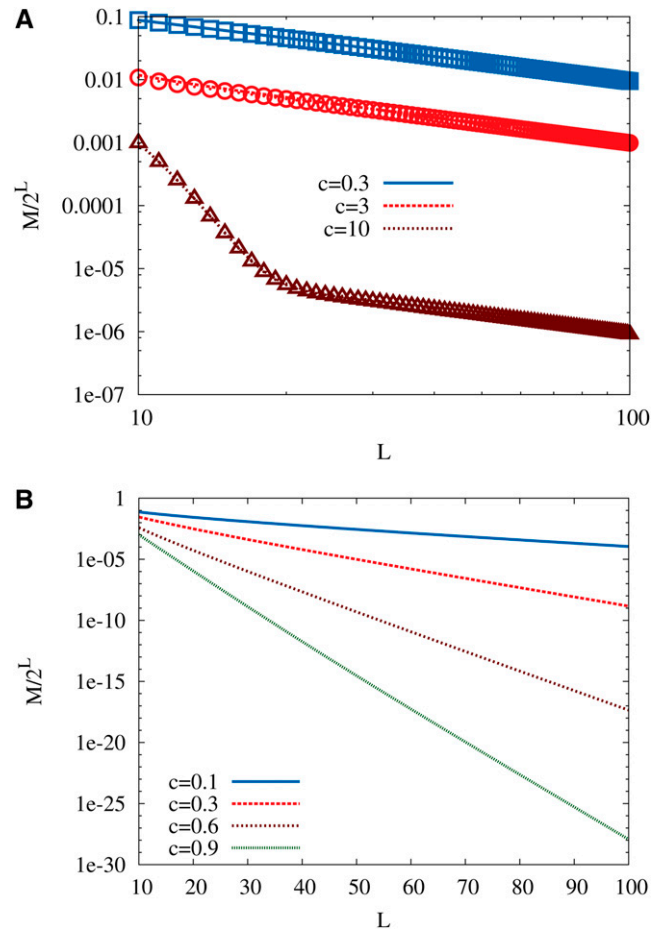 A
0.1
0.01
0.001
0.0001
1e-05
1e-06
1e-07
M/2^L
c=0.3
c=3
c=10
10
100
L
B
1
1e-05
1e-10
1e-15
1e-20
1e-25
1e-30
M/2^L
c=0.1
c=0.3
c=0.6
c=0.9
10 20 30 40 50 60 70 80 90 100
L